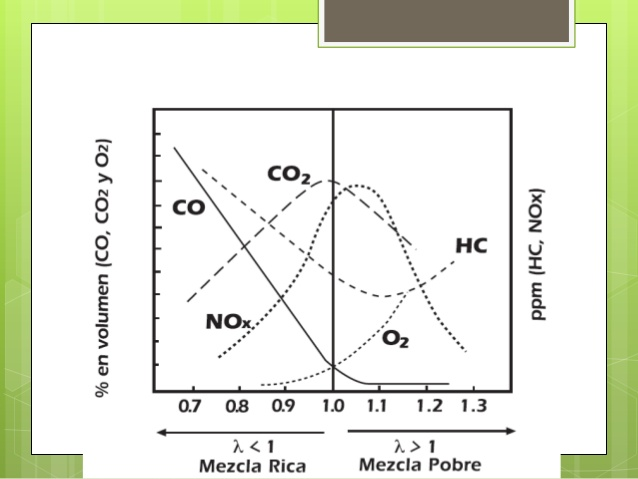 % en volumen (CO, CO2 y O2)
CO2
CO
HC
NOx
O2
ppm (HC, NOx)
0.7 0.8 0.9 1.0 1.1 1.2 1.3
λ < 1 λ > 1
Mezcla Rica Mezcla Pobre